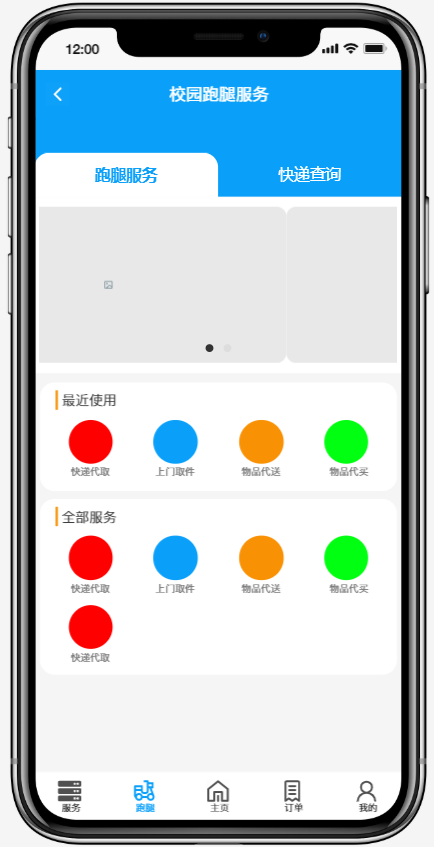 12:00
校园跑腿服务
跑腿服务 快递查询
最近使用
快递代取 上门取件 物品代送 物品代买
全部服务
快递代取 上门取件 物品代送 物品代买
快递代取
服务 跑腿 主页 订单 我的